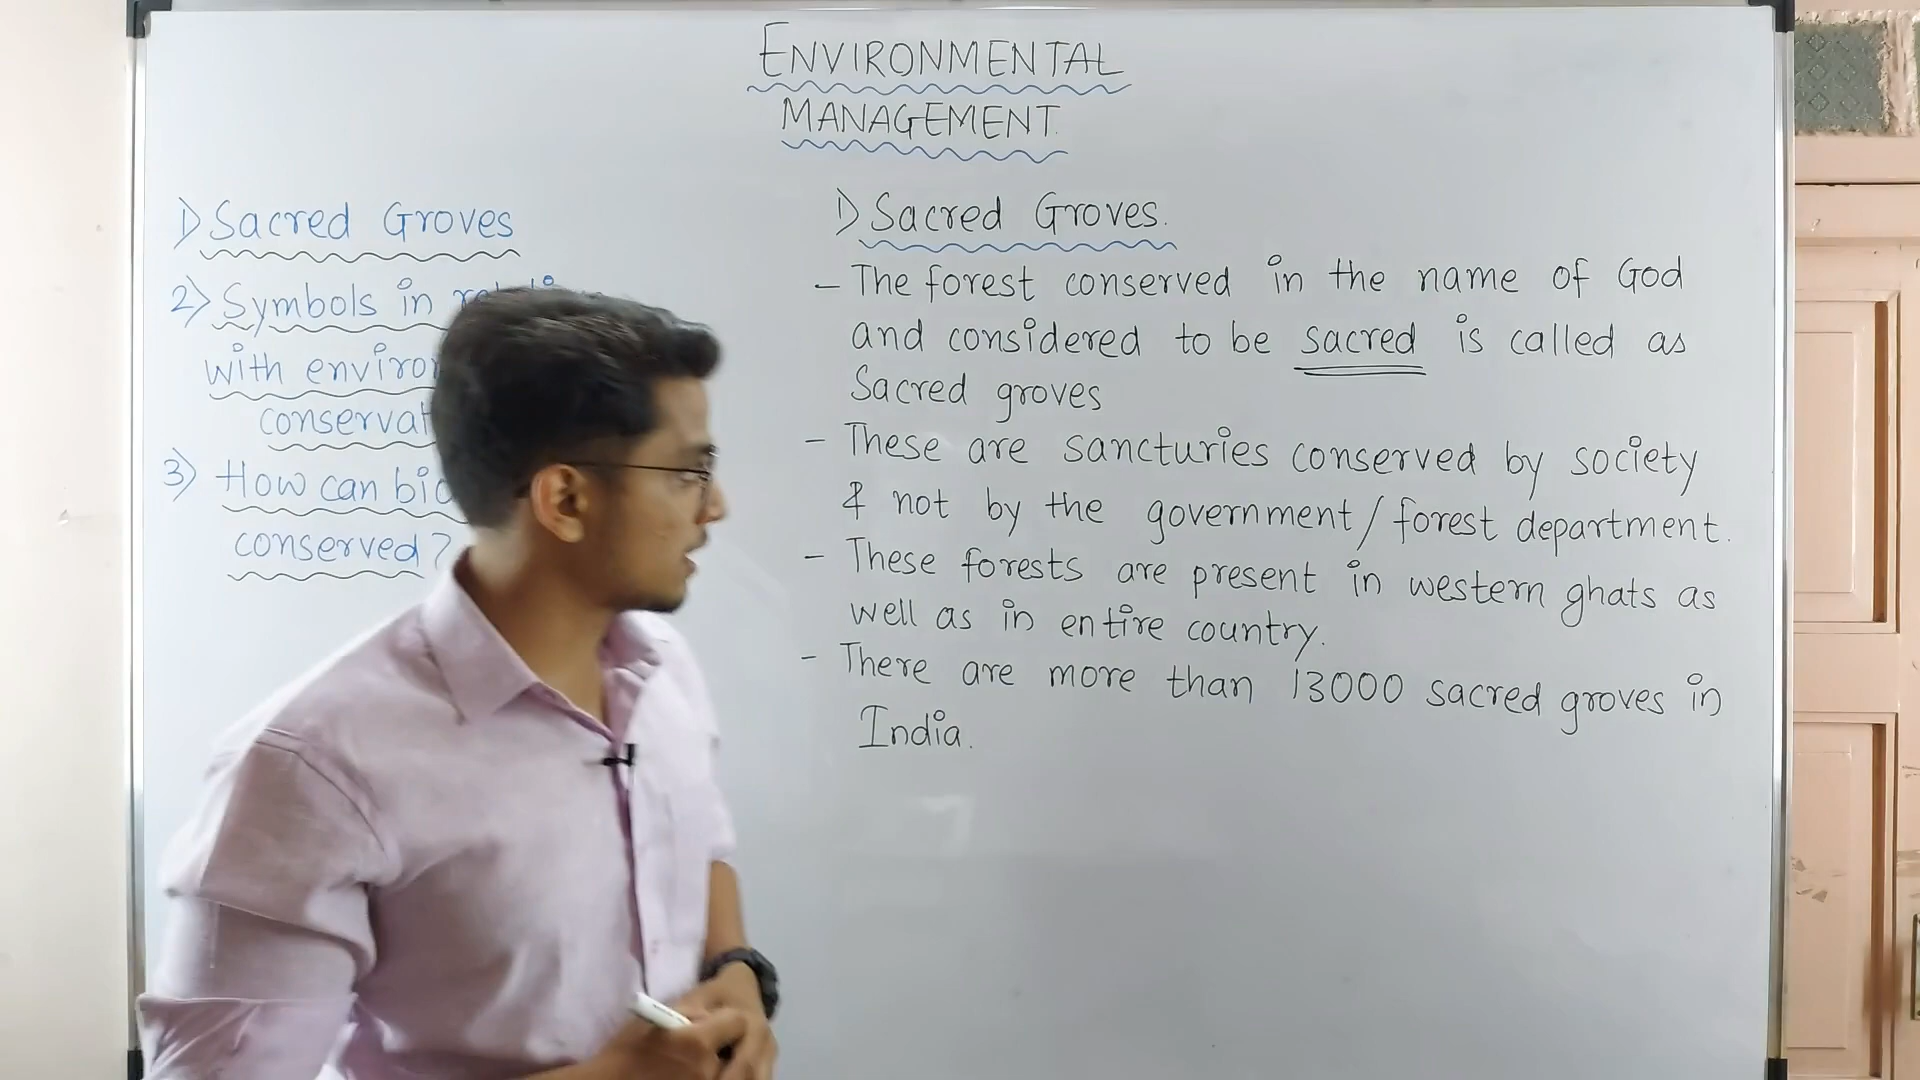 ENVIRONMENTAL
MANAGEMENT.
1) Sacred Groves
2) Symbols in
with
3) How can
conserved?
1) Sacred Groves.
- The forest conserved in the name of God
and considered to be sacred is called as
Sacred groves
- These are sancturies conserved by society
& not by the government/forest department.
- These forests are present in western ghats as
well as in entire country.
- There are more than 13000 sacred groves in
India.